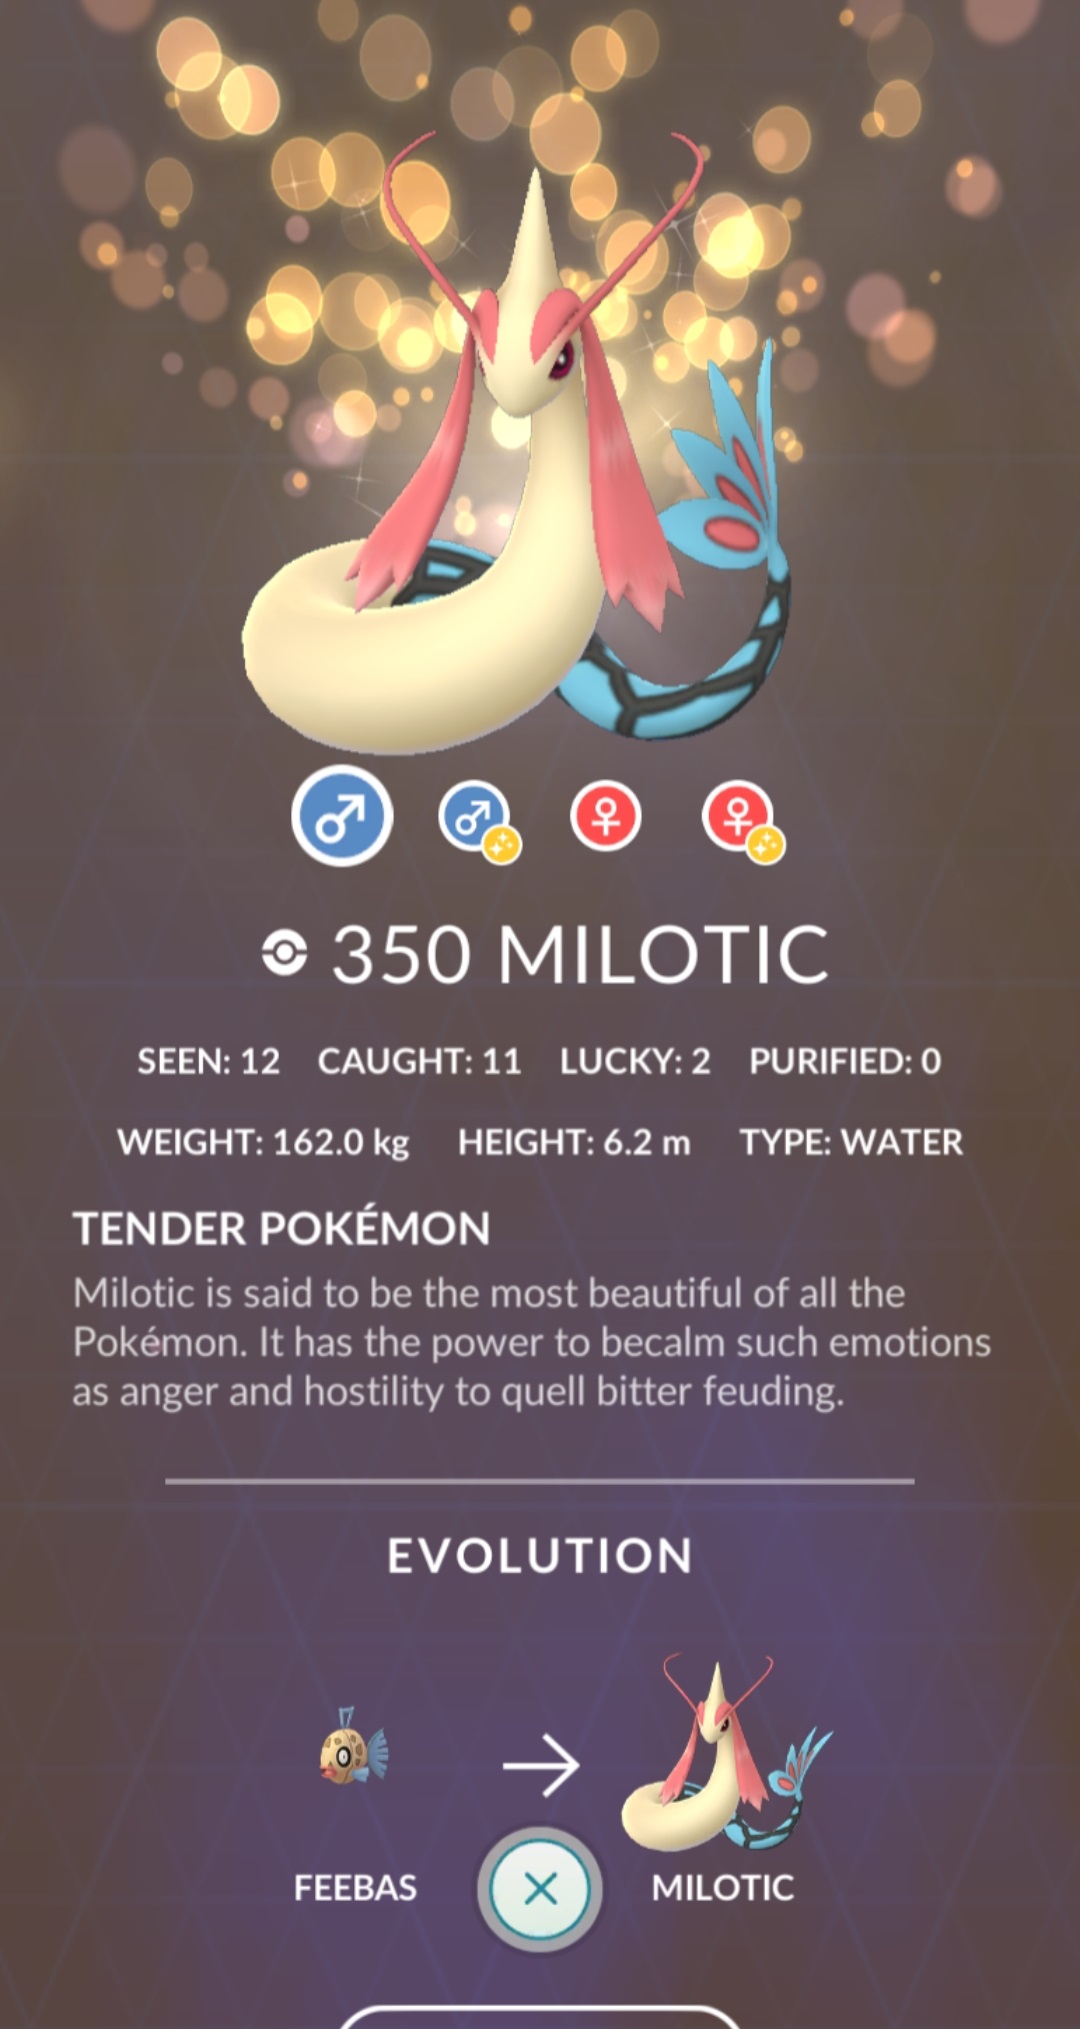 350 MILOTIC
SEEN: 12 CAUGHT: 11 LUCKY: 2 PURIFIED: 0
WEIGHT: 162.0 kg HEIGHT: 6.2 m TYPE: WATER
TENDER POKÉMON
Milotic is said to be the most beautiful of all the
Pokémon. It has the power to becalm such emotions
as anger and hostility to quell bitter feuding.
EVOLUTION
FEEBAS MILOTIC